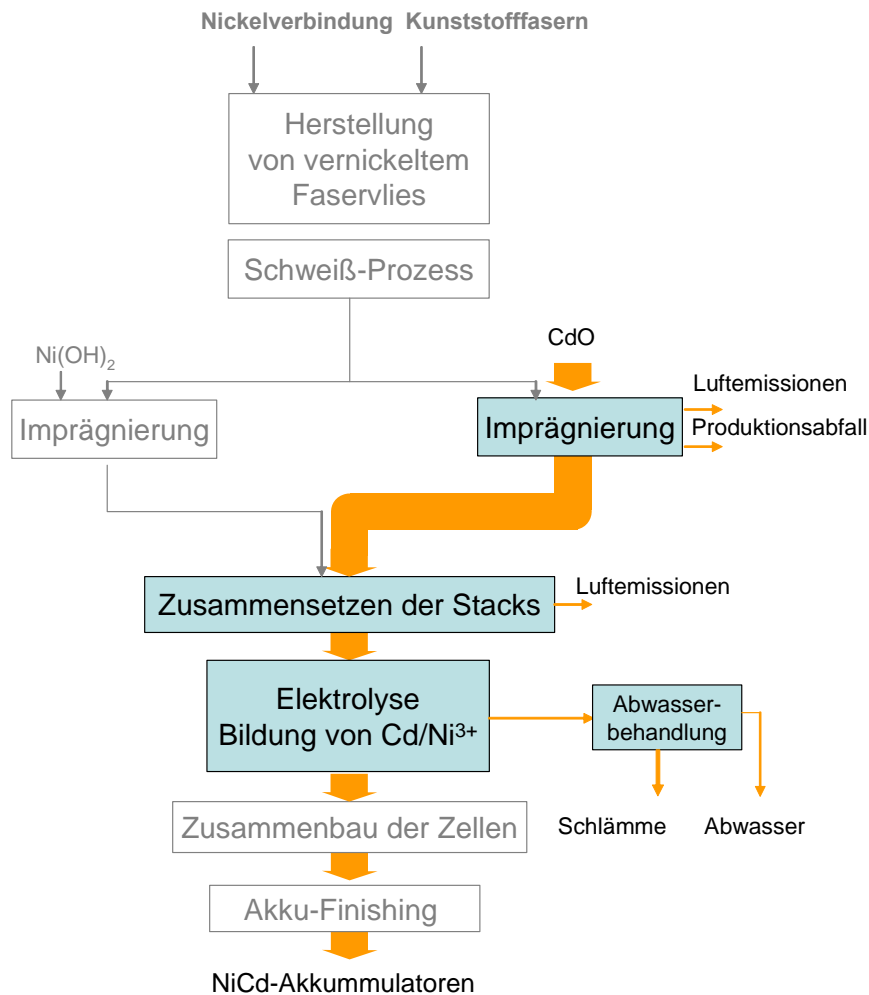 Nickelverbindung Kunststofffasern
Herstellung
von vernickeltem
Faservlies
Schweiß-Prozess
CdO
Ni(OH)₂
Luftemissionen
Imprägnierung
Imprägnierung
Produktionsabfall
Zusammensetzen der Stacks
Luftemissionen
Elektrolyse
Bildung von Cd/Ni³⁺
Abwasser-
behandlung
Zusammenbau der Zellen
Schlämme
Abwasser
Akku-Finishing
NiCd-Akkummulatoren